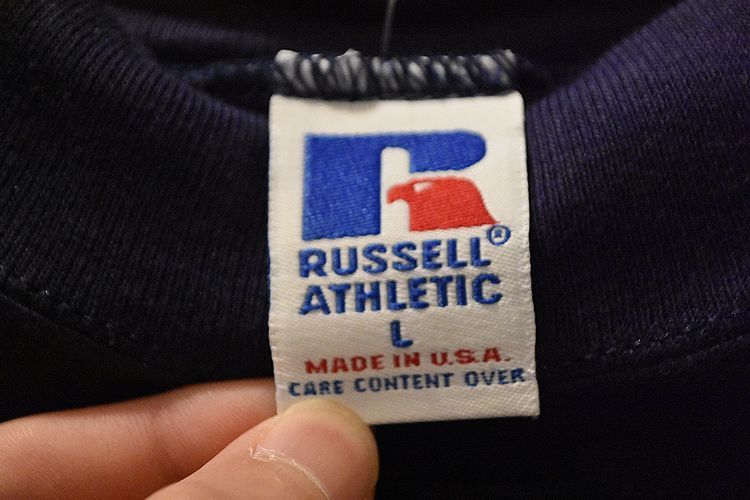 RUSSELL®
ATHLETIC
L
MADE IN U.S.A.
CARE CONTENT OVER